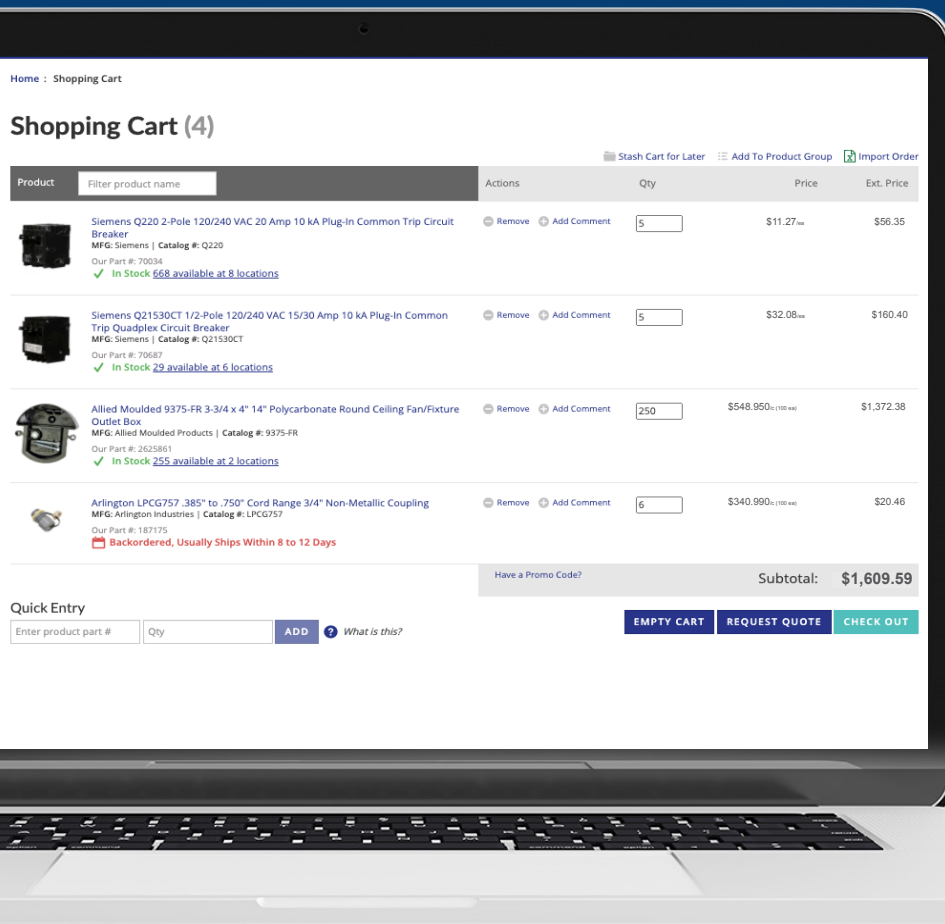 Home : Shopping Cart
Shopping Cart (4)
Stash Cart for Later Add To Product Group Import Order
Product Filter product name Actions Qty Price Ext. Price
Siemens Q220 2-Pole 120/240 VAC 20 Amp 10 kA Plug-In Common Trip Circuit
Breaker
MFG: Siemens | Catalog #: Q220
Our Part #: 70034
In Stock 668 available at 8 locations
Remove Add Comment 5 $11.27/ea $56.35
Siemens Q21530CT 1/2-Pole 120/240 VAC 15/30 Amp 10 kA Plug-In Common
Trip Quadplex Circuit Breaker
MFG: Siemens | Catalog #: Q21530CT
Our Part #: 70687
In Stock 29 available at 6 locations
Remove Add Comment 5 $32.08/ea $160.40
Allied Moulded 9375-FR 3-3/4 x 4" 14" Polycarbonate Round Ceiling Fan/Fixture
Outlet Box
MFG: Allied Moulded Products | Catalog #: 9375-FR
Our Part #: 2625861
In Stock 255 available at 2 locations
Remove Add Comment 250 $548.950/c (100 ea) $1,372.38
Arlington LPCG757 .385" to .750" Cord Range 3/4" Non-Metallic Coupling
MFG: Arlington Industries | Catalog #: LPCG757
Our Part #: 187175
Backordered, Usually Ships Within 8 to 12 Days
Remove Add Comment 6 $340.990/c (100 ea) $20.46
Have a Promo Code? Subtotal: $1,609.59
Quick Entry
Enter product part # Qty ADD ? What is this?
EMPTY CART REQUEST QUOTE CHECK OUT
option command command option